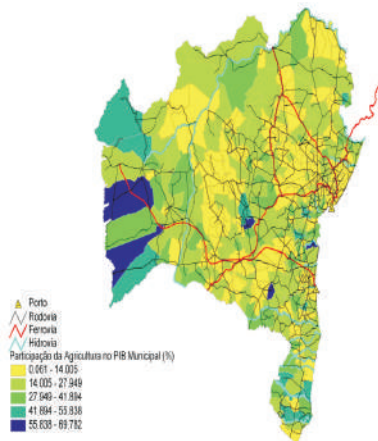 Porto
Rodovia
Ferrovia
Hidrovia
Participação da Agricultura no PIB Municipal (%)
0.061 - 14.005
14.005 - 27.949
27.949 - 41.894
41.894 - 55.838
55.838 - 69.782